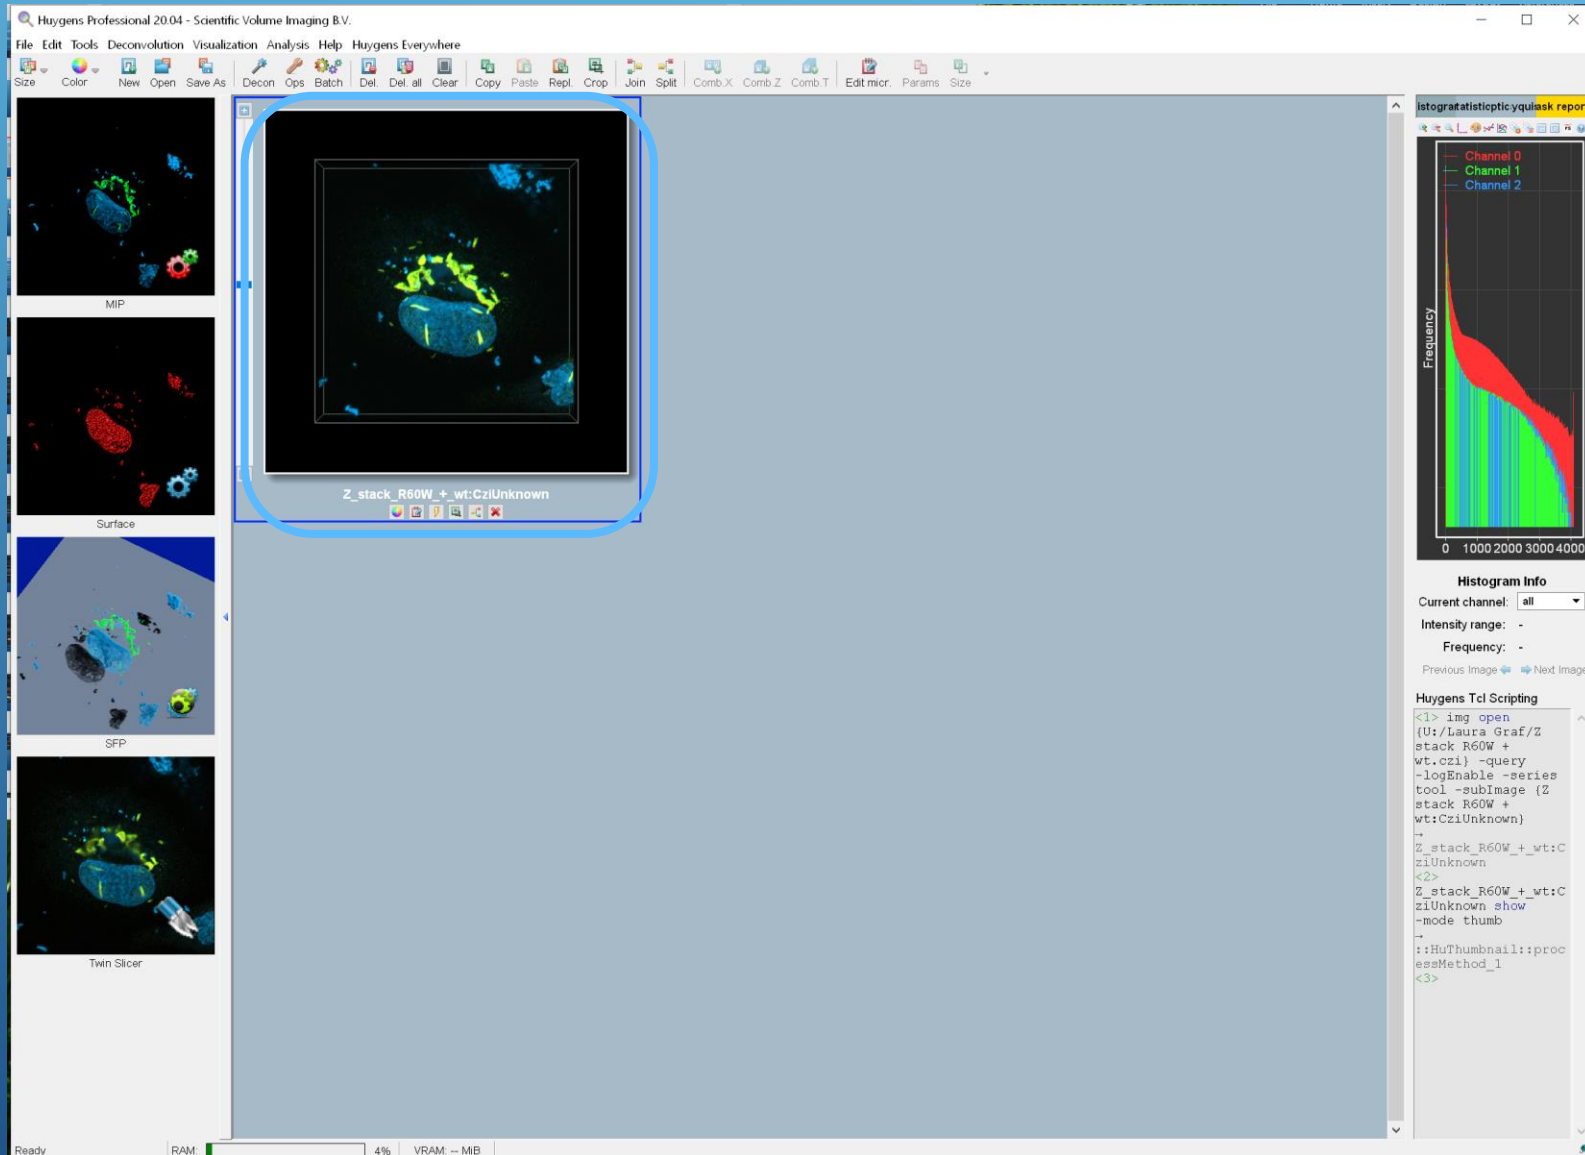 Huygens Professional 20.04 - Scientific Volume Imaging B.V.
File Edit Tools Deconvolution Visualization Analysis Help Huygens Everywhere
Size Color New Open Save As Decon Ops Batch Del. Del. all Clear Copy Paste Repl. Crop Join Split Comb.X Comb.Z Comb.T Edit micr. Params Size
MIP
Surface
SFP
Twin Slicer
Z_stack_R60W_+_wt:CziUnknown
ask repor
Channel 0
Channel 1
Channel 2
Frequency
0 1000 2000 3000 4000
Histogram Info
Current channel: all
Intensity range: -
Frequency: -
Previous Image Next Image
Huygens Tcl Scripting
<1> img open
{U:/Laura Graf/Z
stack R60W +
wt.czi} -query
-logEnable -series
tool -subImage {Z
stack R60W +
wt:CziUnknown}
→
Z_stack_R60W_+_wt:C
ziUnknown
<2>
Z_stack_R60W_+_wt:C
ziUnknown show
-mode thumb
→
::HuThumbnail::proc
essMethod_1
<3>
Ready RAM: 4% VRAM: -- MiB